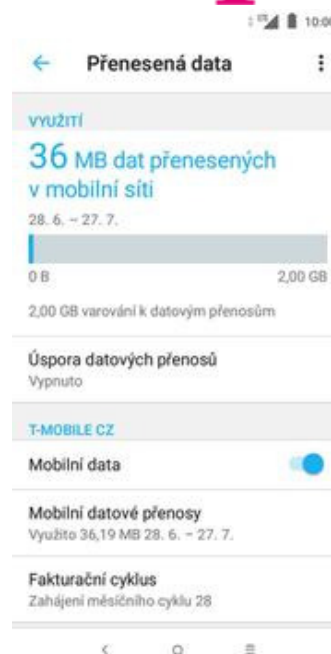 10:00
Přenesená data
VYUŽITÍ
36 MB dat přenesených
v mobilní síti
28. 6. – 27. 7.
0 B 2,00 GB
2,00 GB varování k datovým přenosům
Úspora datových přenosů
Vypnuto
T-MOBILE CZ
Mobilní data
Mobilní datové přenosy
Využito 36,19 MB 28. 6. – 27. 7.
Fakturační cyklus
Zahájení měsíčního cyklu 28